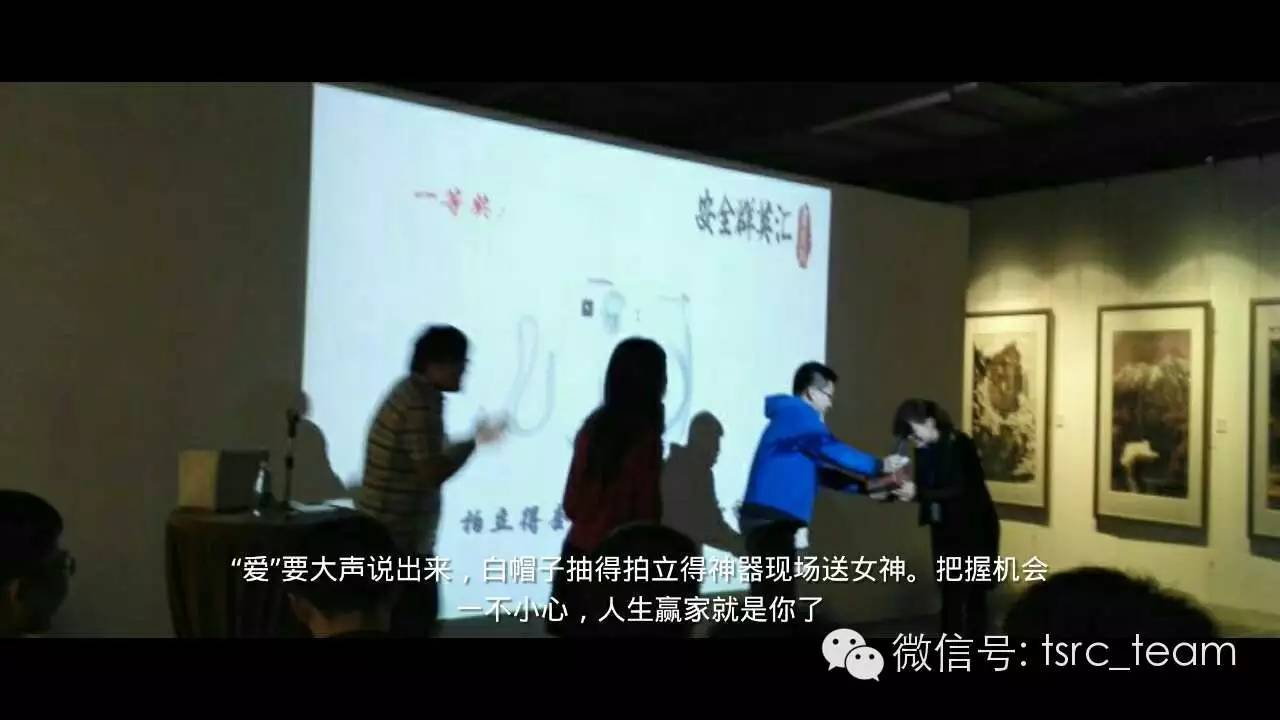 一等奖：
安全群英汇
拍立得
“爱”要大声说出来，白帽子抽得拍立得神器现场送女神。把握机会
一不小心，人生赢家就是你了
微信号: tsrc_team